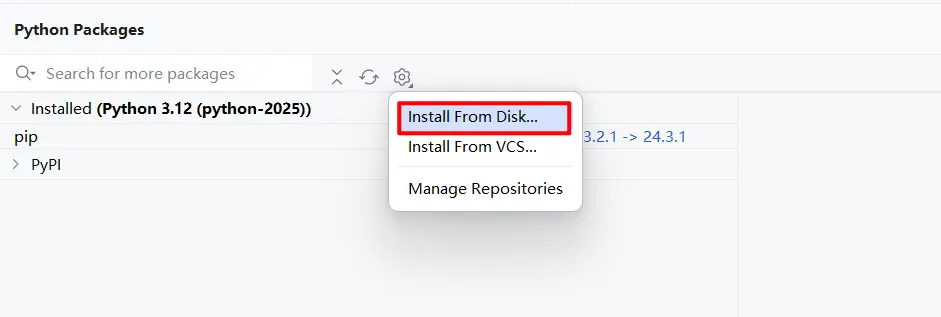 Python Packages
Search for more packages
Installed (Python 3.12 (python-2025))
Install From Disk...
pip
3.2.1 -> 24.3.1
Install From VCS...
PyPI
Manage Repositories